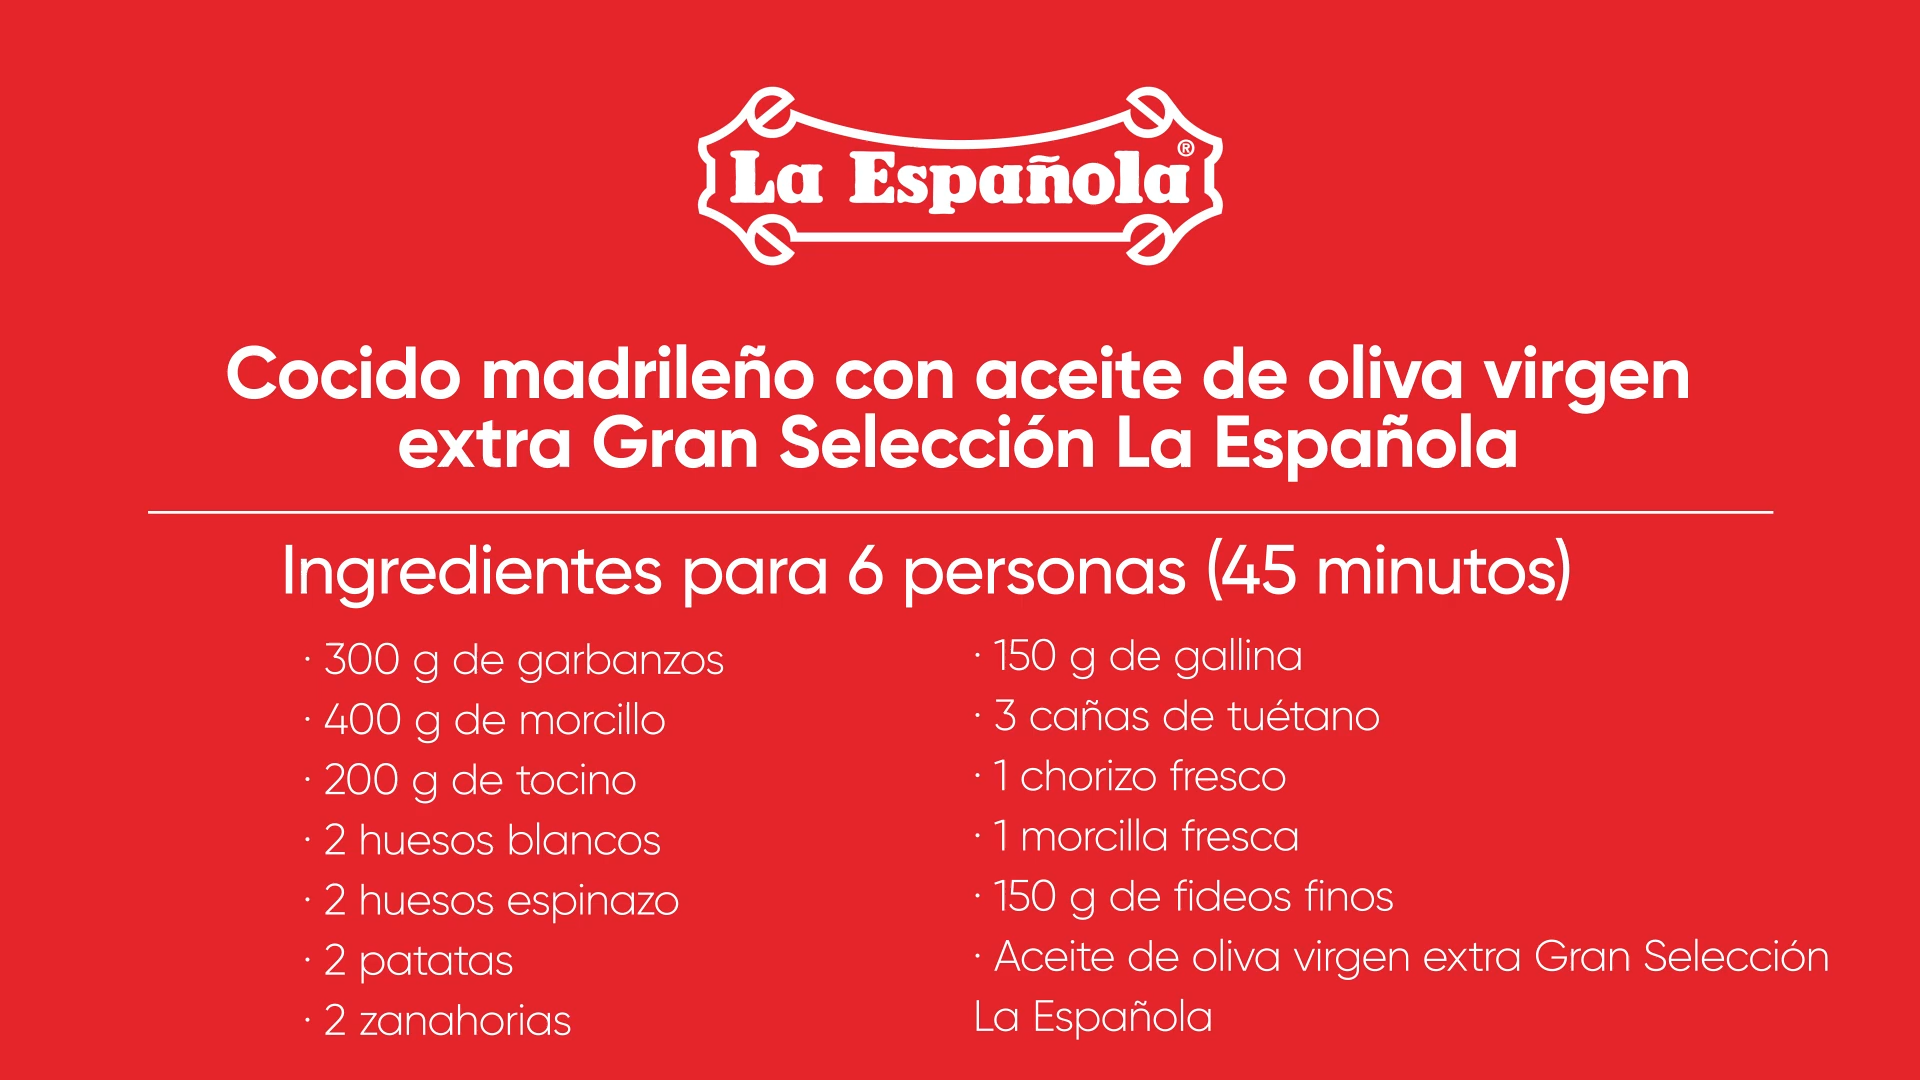 La Española®
Cocido madrileño con aceite de oliva virgen
extra Gran Selección La Española
Ingredientes para 6 personas (45 minutos)
· 300 g de garbanzos
· 400 g de morcillo
· 200 g de tocino
· 2 huesos blancos
· 2 huesos espinazo
· 2 patatas
· 2 zanahorias
· 150 g de gallina
· 3 cañas de tuétano
· 1 chorizo fresco
· 1 morcilla fresca
· 150 g de fideos finos
· Aceite de oliva virgen extra Gran Selección
La Española